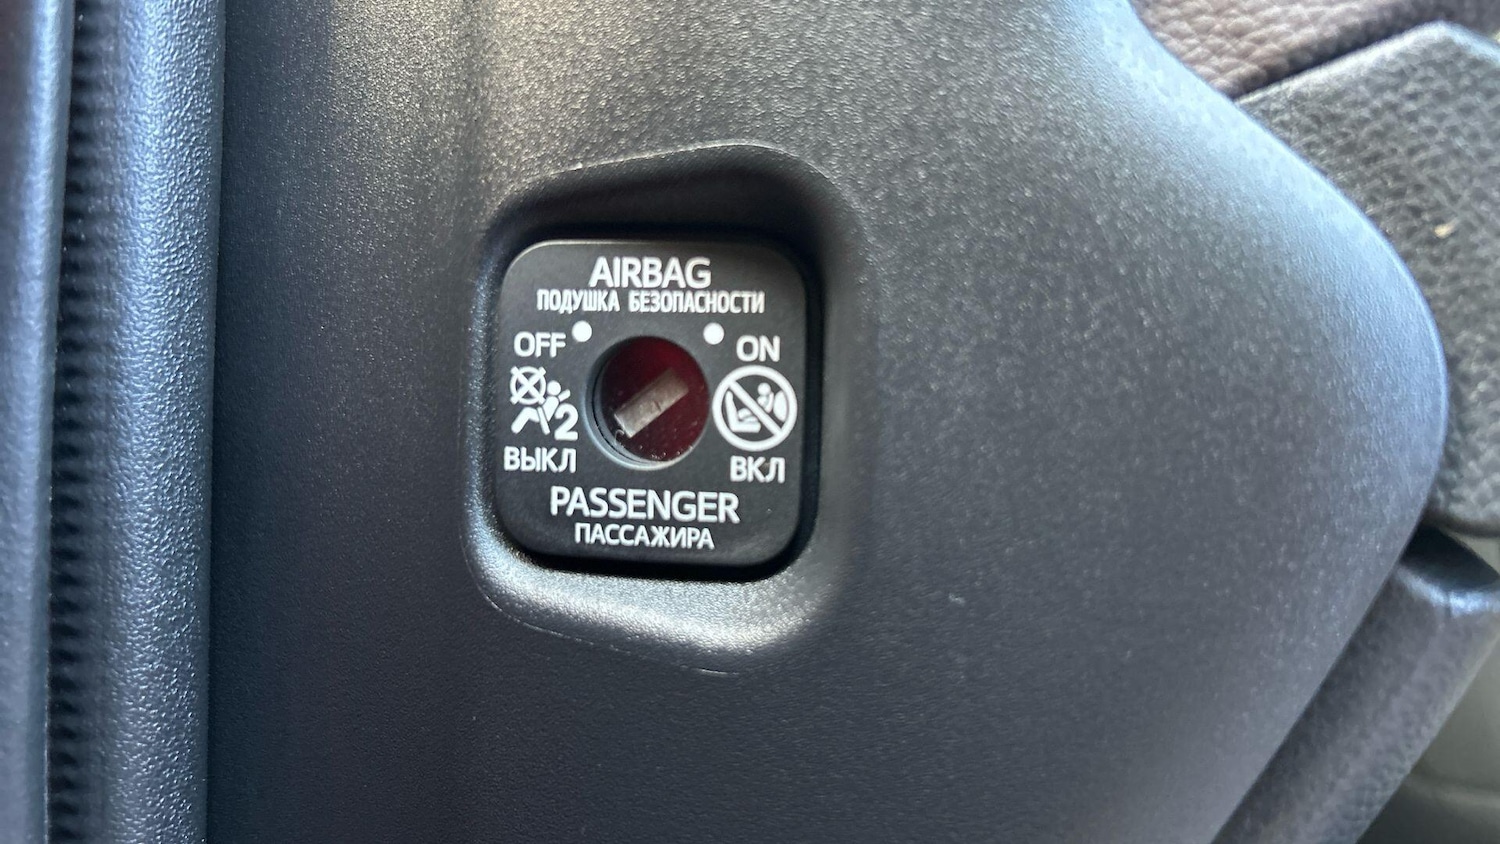 AIRBAG
ПОДУШКА БЕЗОПАСНОСТИ
OFF ON
2
ВЫКЛ ВКЛ
PASSENGER
ПАССАЖИРА